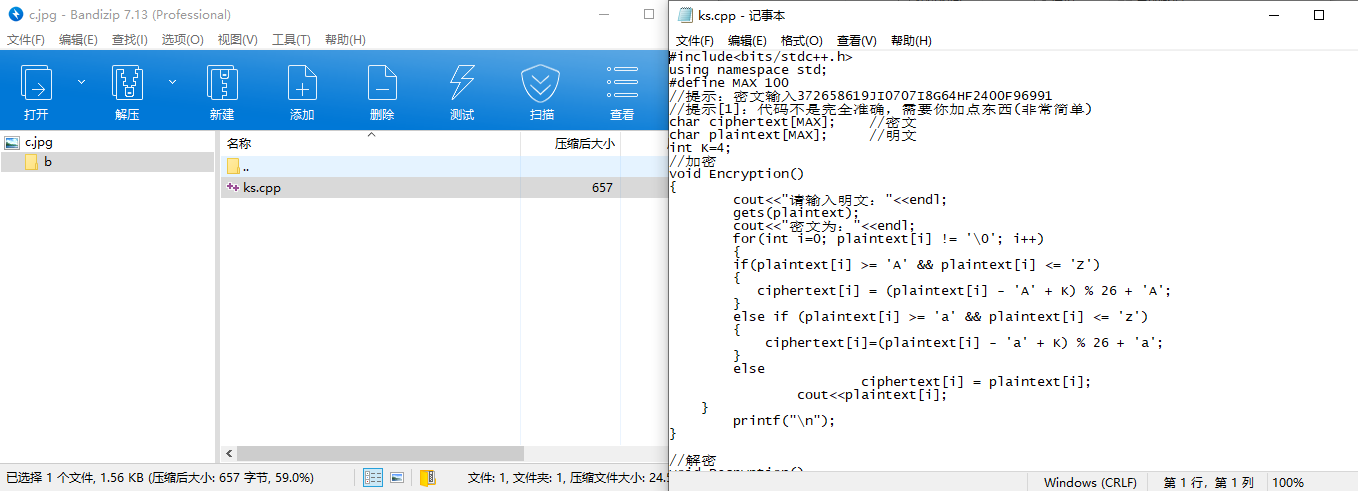 c.jpg - Bandizip 7.13 (Professional)
文件(F) 编辑(E) 查找(I) 选项(O) 视图(V) 工具(T) 帮助(H)
打开 解压 新建 添加 删除 测试 扫描 查看
c.jpg
b
名称 压缩后大小
..
ks.cpp 657
已选择 1 个文件, 1.56 KB (压缩后大小: 657 字节, 59.0%)
文件: 1, 文件夹: 1, 压缩文件大小: 24.5
ks.cpp - 记事本
文件(F) 编辑(E) 格式(O) 查看(V) 帮助(H)
#include<bits/stdc++.h>
using namespace std;
#define MAX 100
//提示：密文输入372658619JI0707I8G64HF2400F96991
//提示[1]：代码不是完全准确，需要你加点东西(非常简单)
char ciphertext[MAX]; //密文
char plaintext[MAX]; //明文
int K=4;
//加密
void Encryption()
{
cout<<"请输入明文："<<endl;
gets(plaintext);
cout<<"密文为："<<endl;
for(int i=0; plaintext[i] != '\0'; i++)
{
if(plaintext[i] >= 'A' && plaintext[i] <= 'Z')
{
ciphertext[i] = (plaintext[i] - 'A' + K) % 26 + 'A';
}
else if (plaintext[i] >= 'a' && plaintext[i] <= 'z')
{
ciphertext[i]=(plaintext[i] - 'a' + K) % 26 + 'a';
}
else
ciphertext[i] = plaintext[i];
cout<<plaintext[i];
}
printf("\n");
}
//解密
Windows (CRLF) 第 1 行, 第 1 列 100%